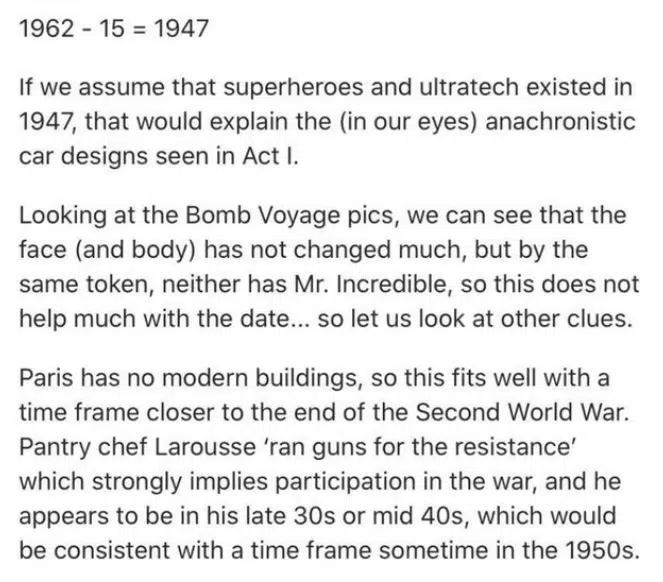 1962 - 15 = 1947
If we assume that superheroes and ultratech existed in
1947, that would explain the (in our eyes) anachronistic
car designs seen in Act I.
Looking at the Bomb Voyage pics, we can see that the
face (and body) has not changed much, but by the
same token, neither has Mr. Incredible, so this does not
help much with the date... so let us look at other clues.
Paris has no modern buildings, so this fits well with a
time frame closer to the end of the Second World War.
Pantry chef Larousse ‘ran guns for the resistance’
which strongly implies participation in the war, and he
appears to be in his late 30s or mid 40s, which would
be consistent with a time frame sometime in the 1950s.